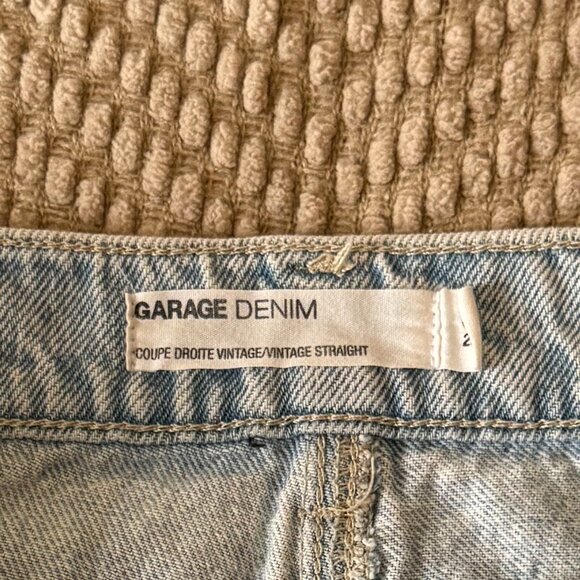 GARAGE DENIM
COUPE DROITE VINTAGE/VINTAGE STRAIGHT
2